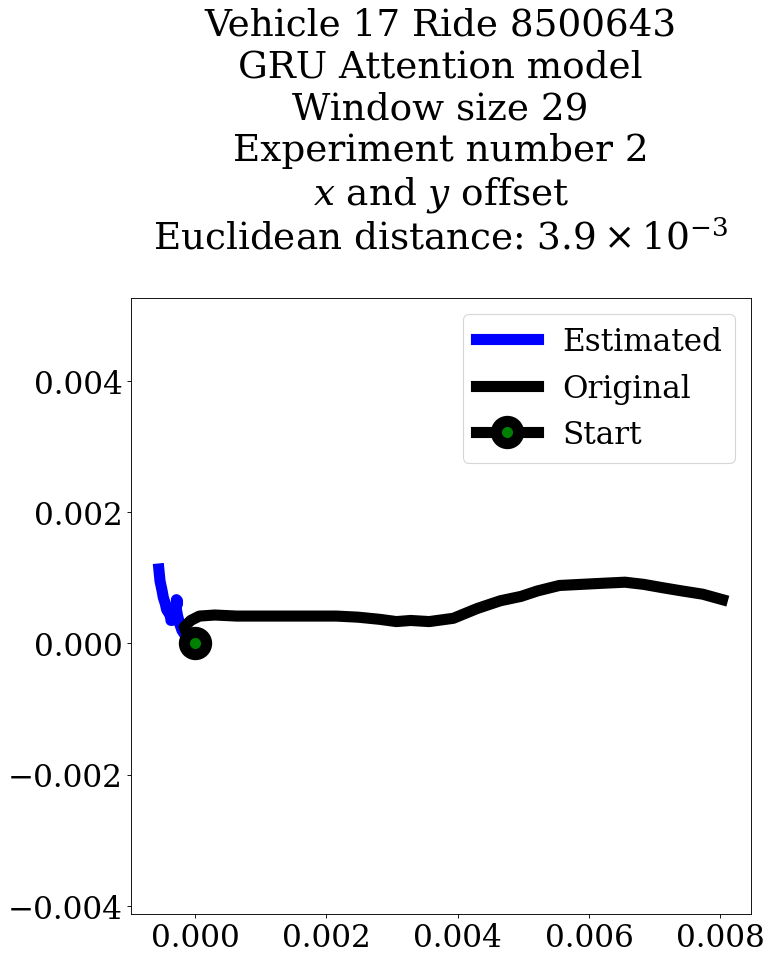 Vehicle 17 Ride 8500643
GRU Attention model
Window size 29
Experiment number 2
x and y offset
Euclidean distance: 3.9 × 10⁻³
Estimated
Original
Start
0.004
0.002
0.000
−0.002
−0.004
0.000 0.002 0.004 0.006 0.008